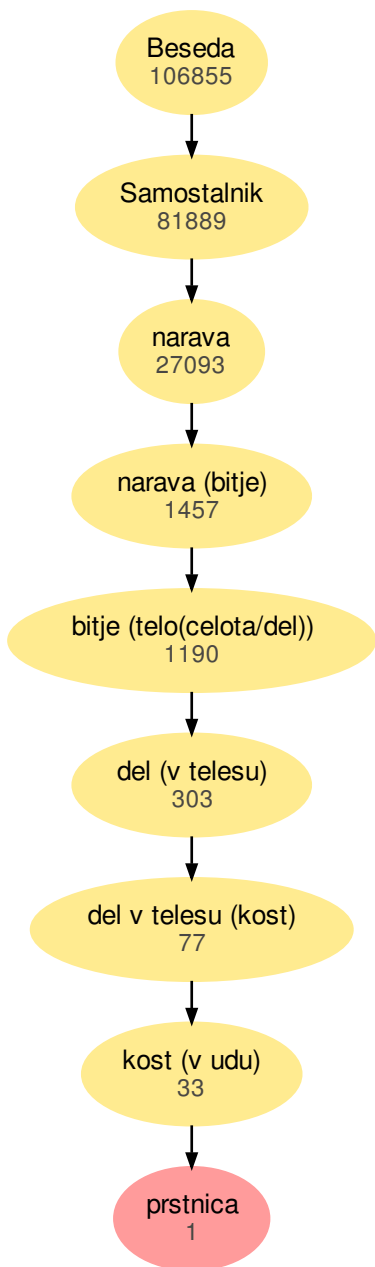 Beseda
106855
Samostalnik
81889
narava
27093
narava (bitje)
1457
bitje (telo(celota/del))
1190
del (v telesu)
303
del v telesu (kost)
77
kost (v udu)
33
prstnica
1